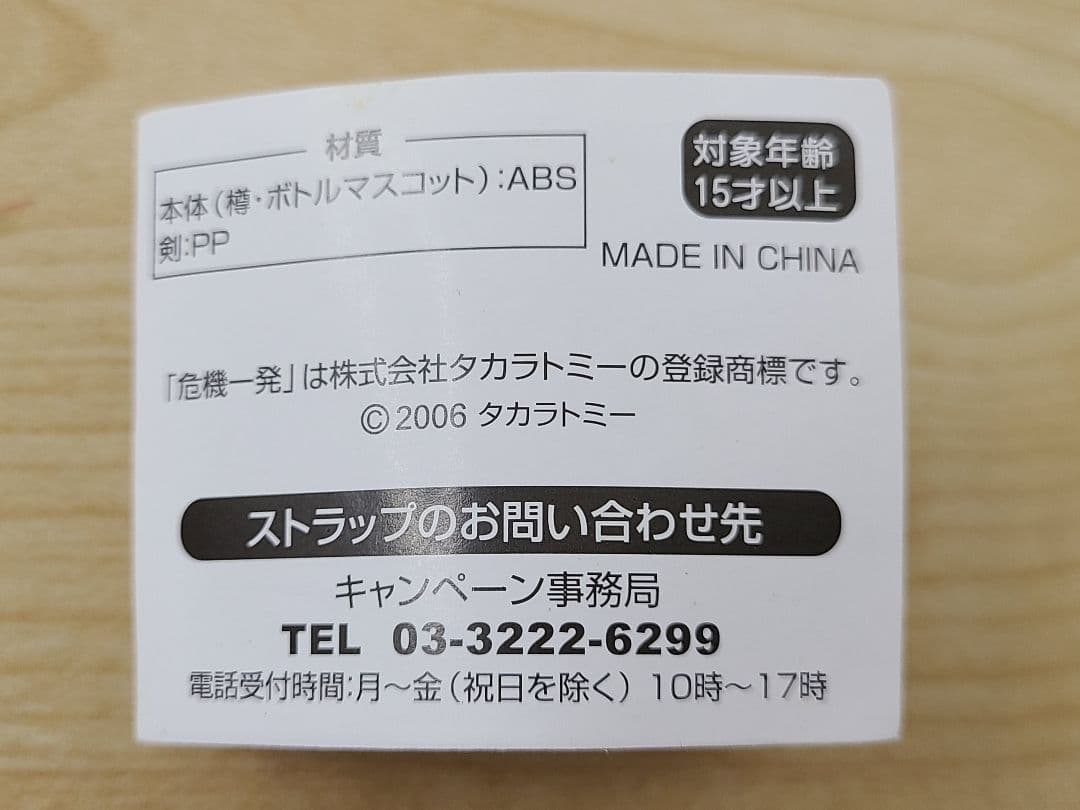 材質
本体(樽・ボトルマスコット):ABS
剣:PP
対象年齢
15才以上
MADE IN CHINA
「危機一発」は株式会社タカラトミーの登録商標です。
©2006 タカラトミー
ストラップのお問い合わせ先
キャンペーン事務局
TEL 03-3222-6299
電話受付時間:月〜金(祝日を除く) 10時〜17時